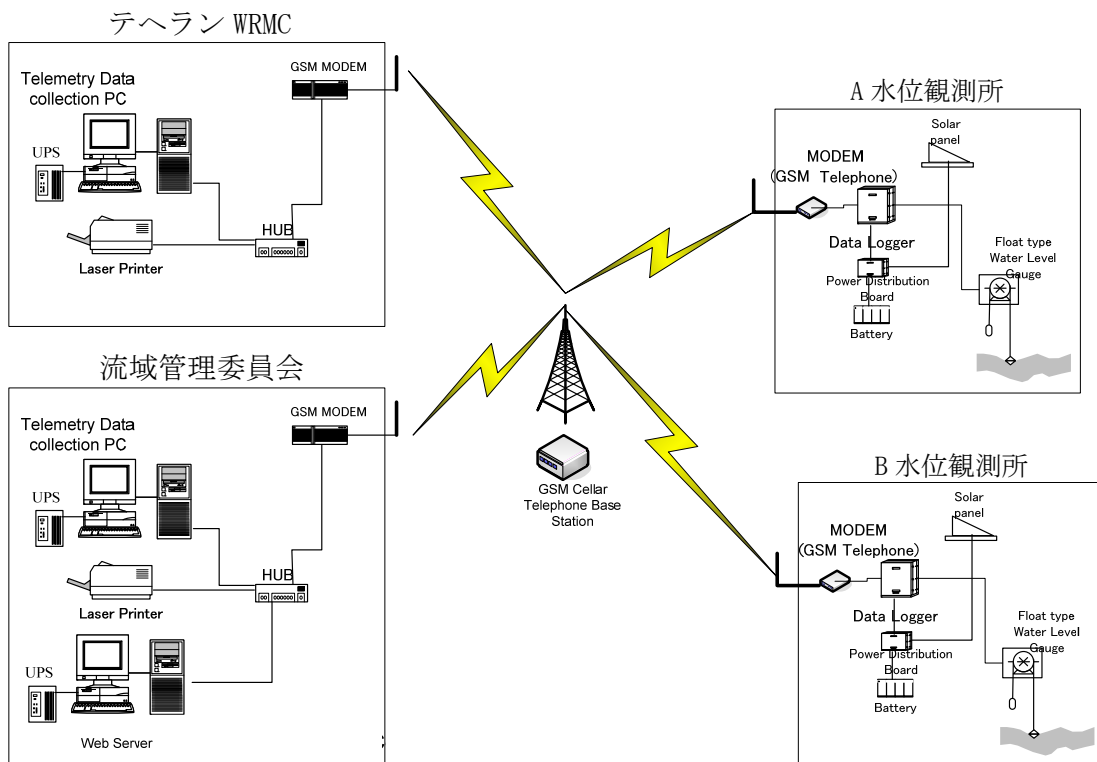 テヘラン WRMC
GSM MODEM
Telemetry Data
collection PC
UPS
HUB
Laser Printer
流域管理委員会
GSM MODEM
Telemetry Data
collection PC
UPS
HUB
Laser Printer
UPS
Web Server
GSM Cellar
Telephone Base
Station
A 水位観測所
Solar
panel
MODEM
(GSM Telephone)
Data Logger
Float type
Water Level
Gauge
Power Distribution
Board
Battery
B 水位観測所
Solar
panel
MODEM
(GSM Telephone)
Data Logger
Float type
Water Level
Gauge
Power Distribution
Board
Battery